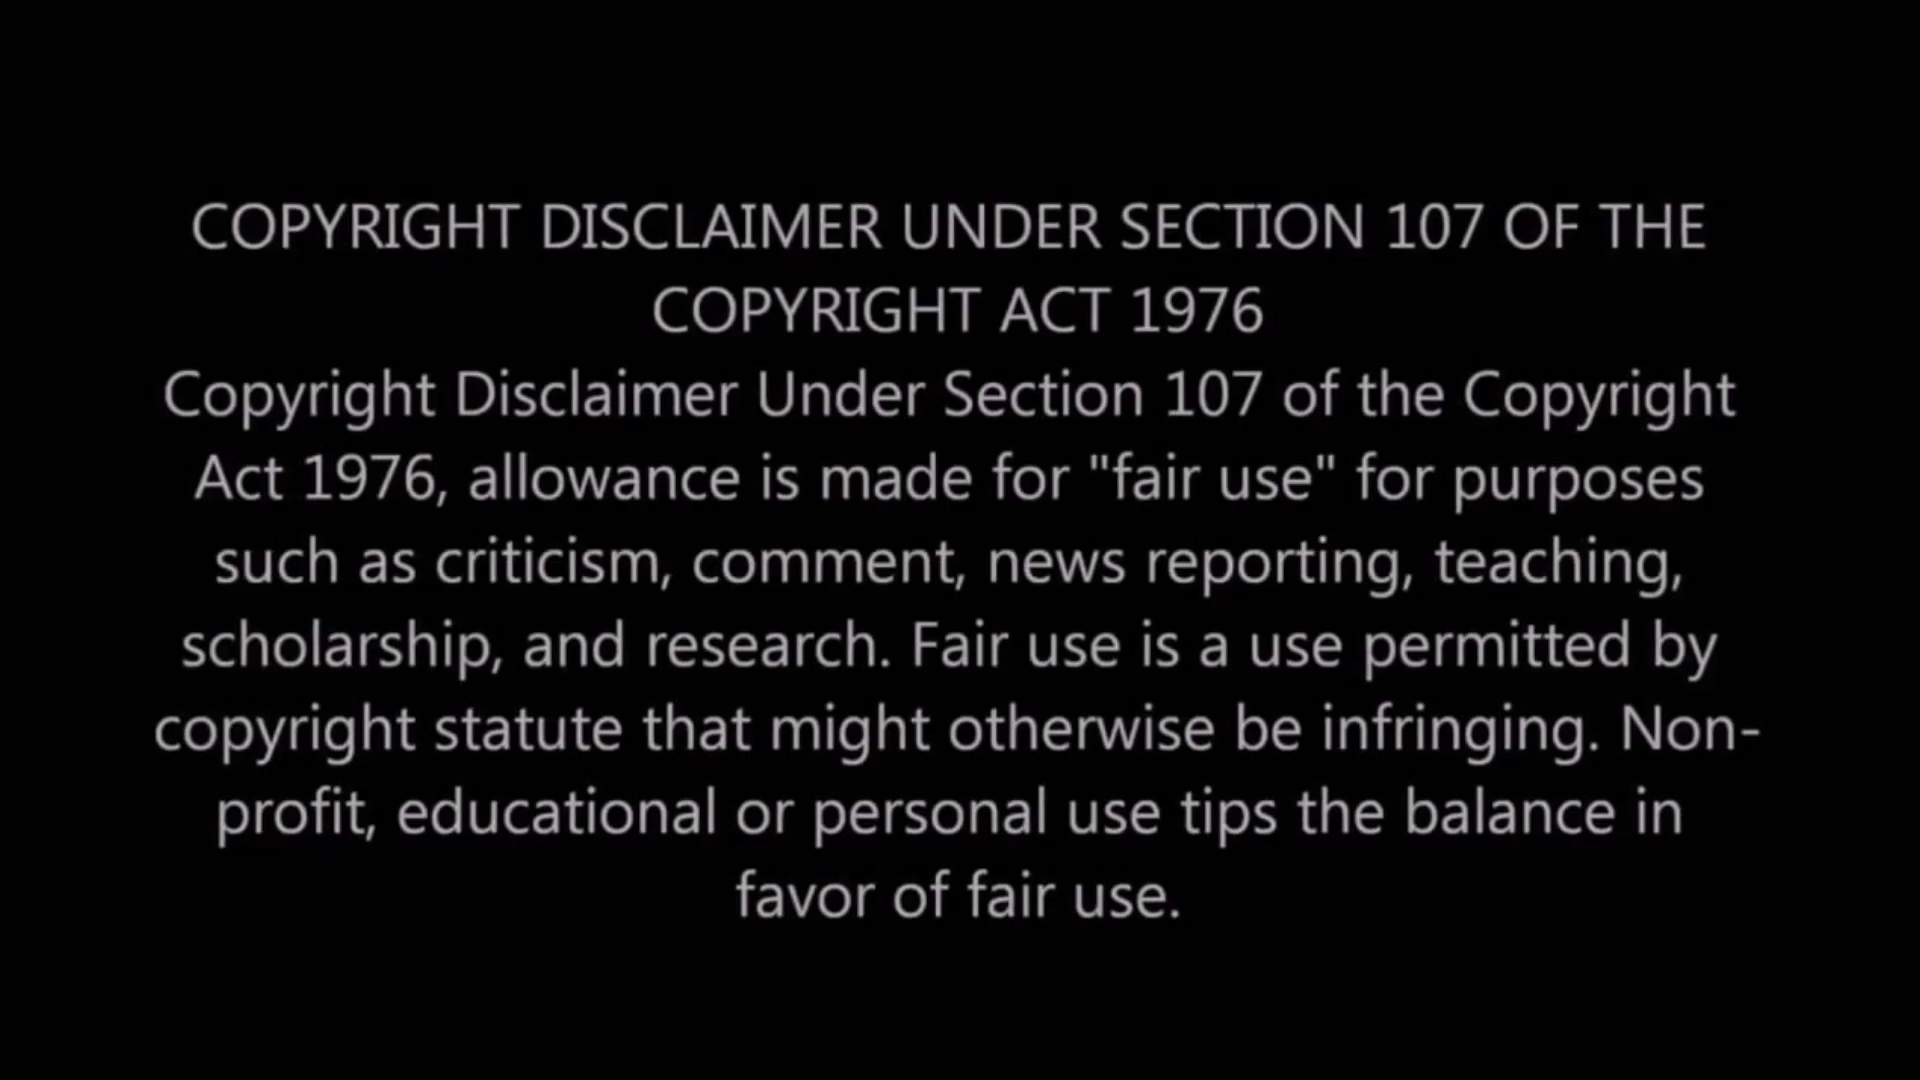 COPYRIGHT DISCLAIMER UNDER SECTION 107 OF THE
COPYRIGHT ACT 1976
Copyright Disclaimer Under Section 107 of the Copyright
Act 1976, allowance is made for "fair use" for purposes
such as criticism, comment, news reporting, teaching,
scholarship, and research. Fair use is a use permitted by
copyright statute that might otherwise be infringing. Non-
profit, educational or personal use tips the balance in
favor of fair use.